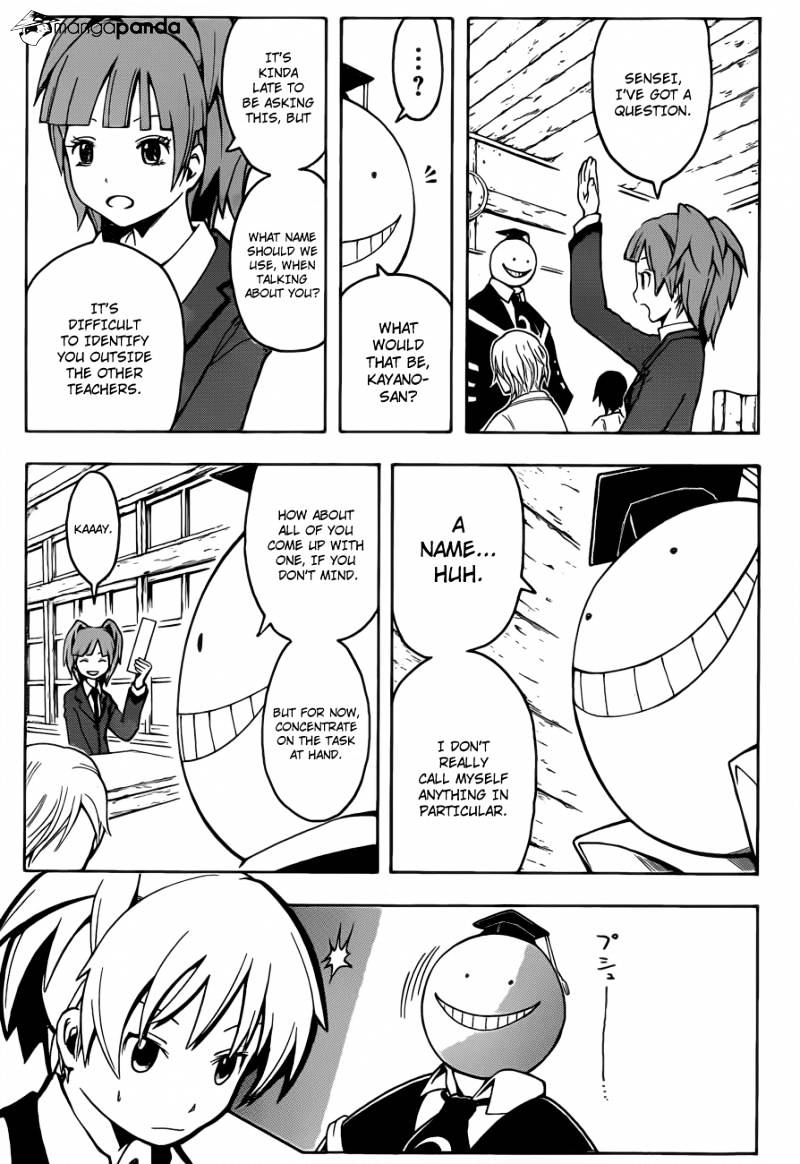 mangapanda
SENSEI,
I'VE GOT A
QUESTION.
...?
WHAT
WOULD
THAT BE,
KAYANO-
SAN?
IT'S
KINDA
LATE TO
BE ASKING
THIS, BUT
WHAT NAME
SHOULD WE
USE, WHEN
TALKING
ABOUT YOU?
IT'S
DIFFICULT
TO IDENTIFY
YOU OUTSIDE
THE OTHER
TEACHERS.
A
NAME...
HUH.
I DON'T
REALLY
CALL MYSELF
ANYTHING IN
PARTICULAR.
HOW ABOUT
ALL OF YOU
COME UP WITH
ONE, IF YOU
DON'T MIND.
BUT FOR NOW,
CONCENTRATE
ON THE TASK
AT HAND.
KAAAY.
プシュー…